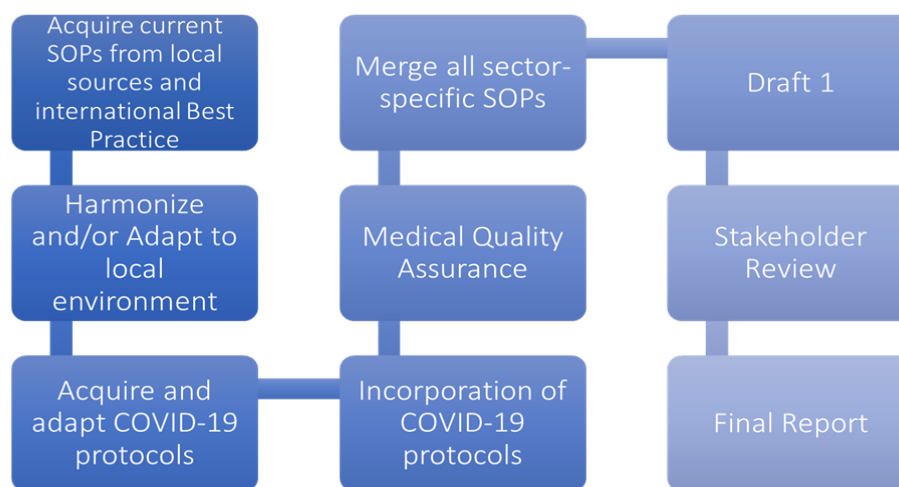 Acquire current
SOPs from local
sources and
international Best
Practice
Harmonize
and/or Adapt to
local
environment
Acquire and
adapt COVID-19
protocols
Incorporation of
COVID-19
protocols
Medical Quality
Assurance
Merge all sector-
specific SOPs
Draft 1
Stakeholder
Review
Final Report